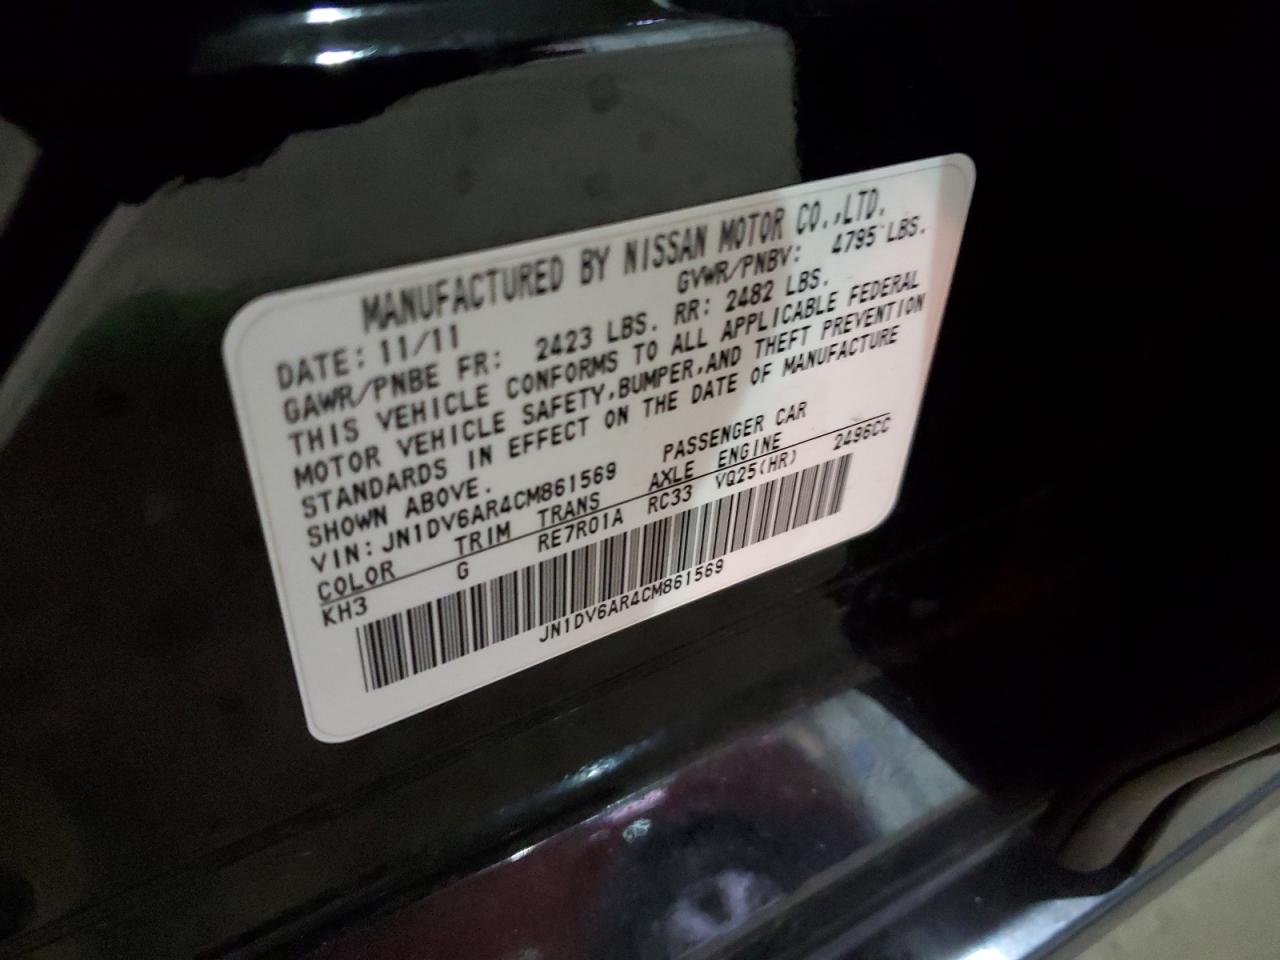 MANUFACTURED BY NISSAN MOTOR CO.,LTD.
DATE: 11/11 GVWR/PNBV: 4795 LBS.
GAWR/PNBE FR: 2423 LBS. RR: 2482 LBS.
THIS VEHICLE CONFORMS TO ALL APPLICABLE FEDERAL
MOTOR VEHICLE SAFETY,BUMPER,AND THEFT PREVENTION
STANDARDS IN EFFECT ON THE DATE OF MANUFACTURE
SHOWN ABOVE.
VIN: JN1DV6AR4CM861569 PASSENGER CAR
COLOR TRIM TRANS AXLE ENGINE
KH3 G RE7R01A RC33 VQ25(HR) 2496CC
JN1DV6AR4CM861569